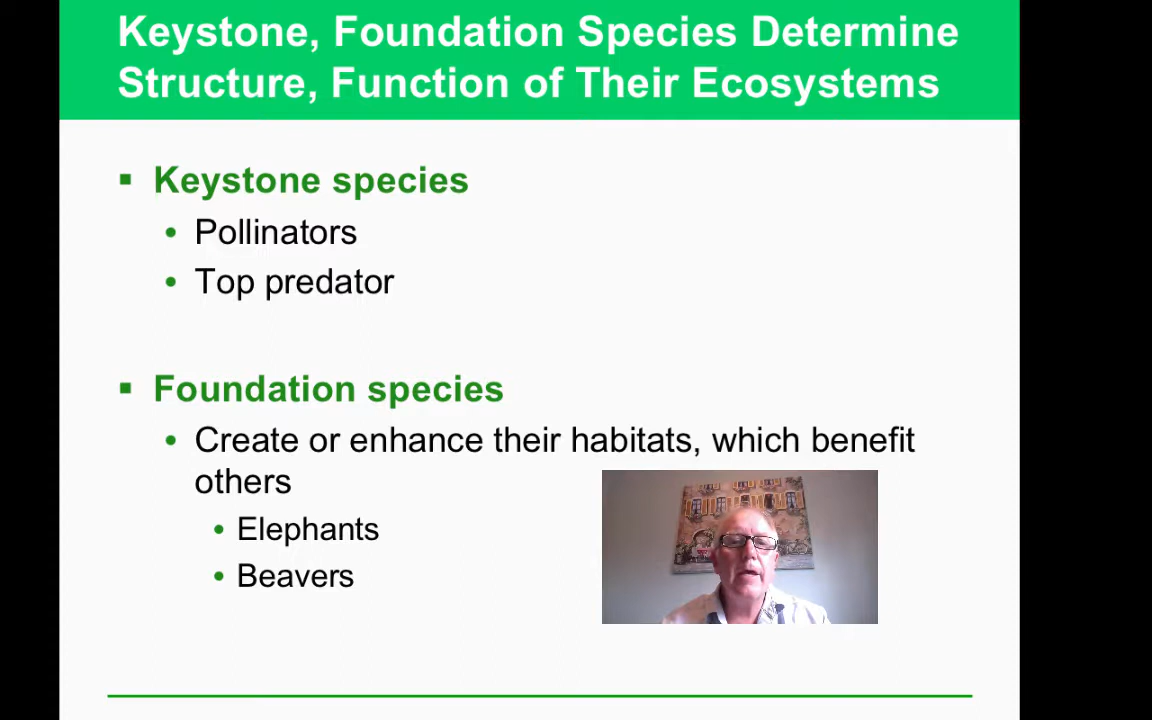 Keystone, Foundation Species Determine
Structure, Function of Their Ecosystems
▪ Keystone species
• Pollinators
• Top predator
▪ Foundation species
• Create or enhance their habitats, which benefit
others
• Elephants
• Beavers